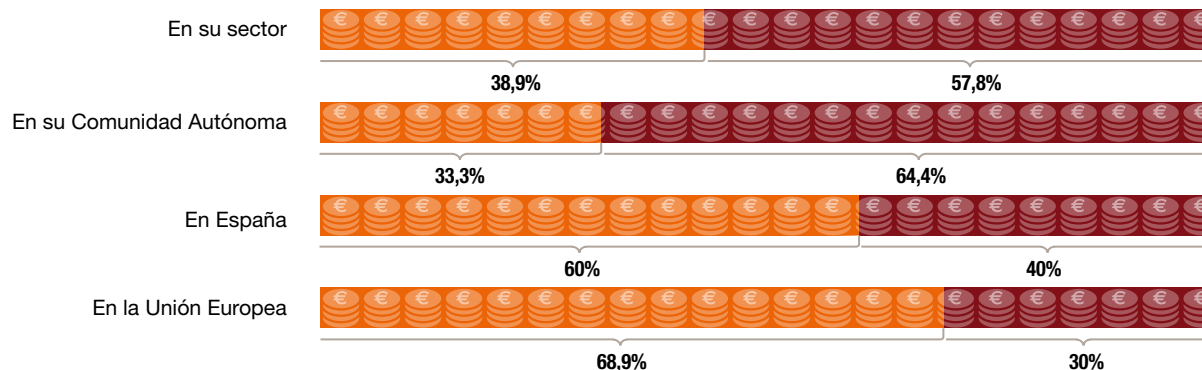 En su sector
38,9% 57,8%
En su Comunidad Autónoma
33,3% 64,4%
En España
60% 40%
En la Unión Europea
68,9% 30%